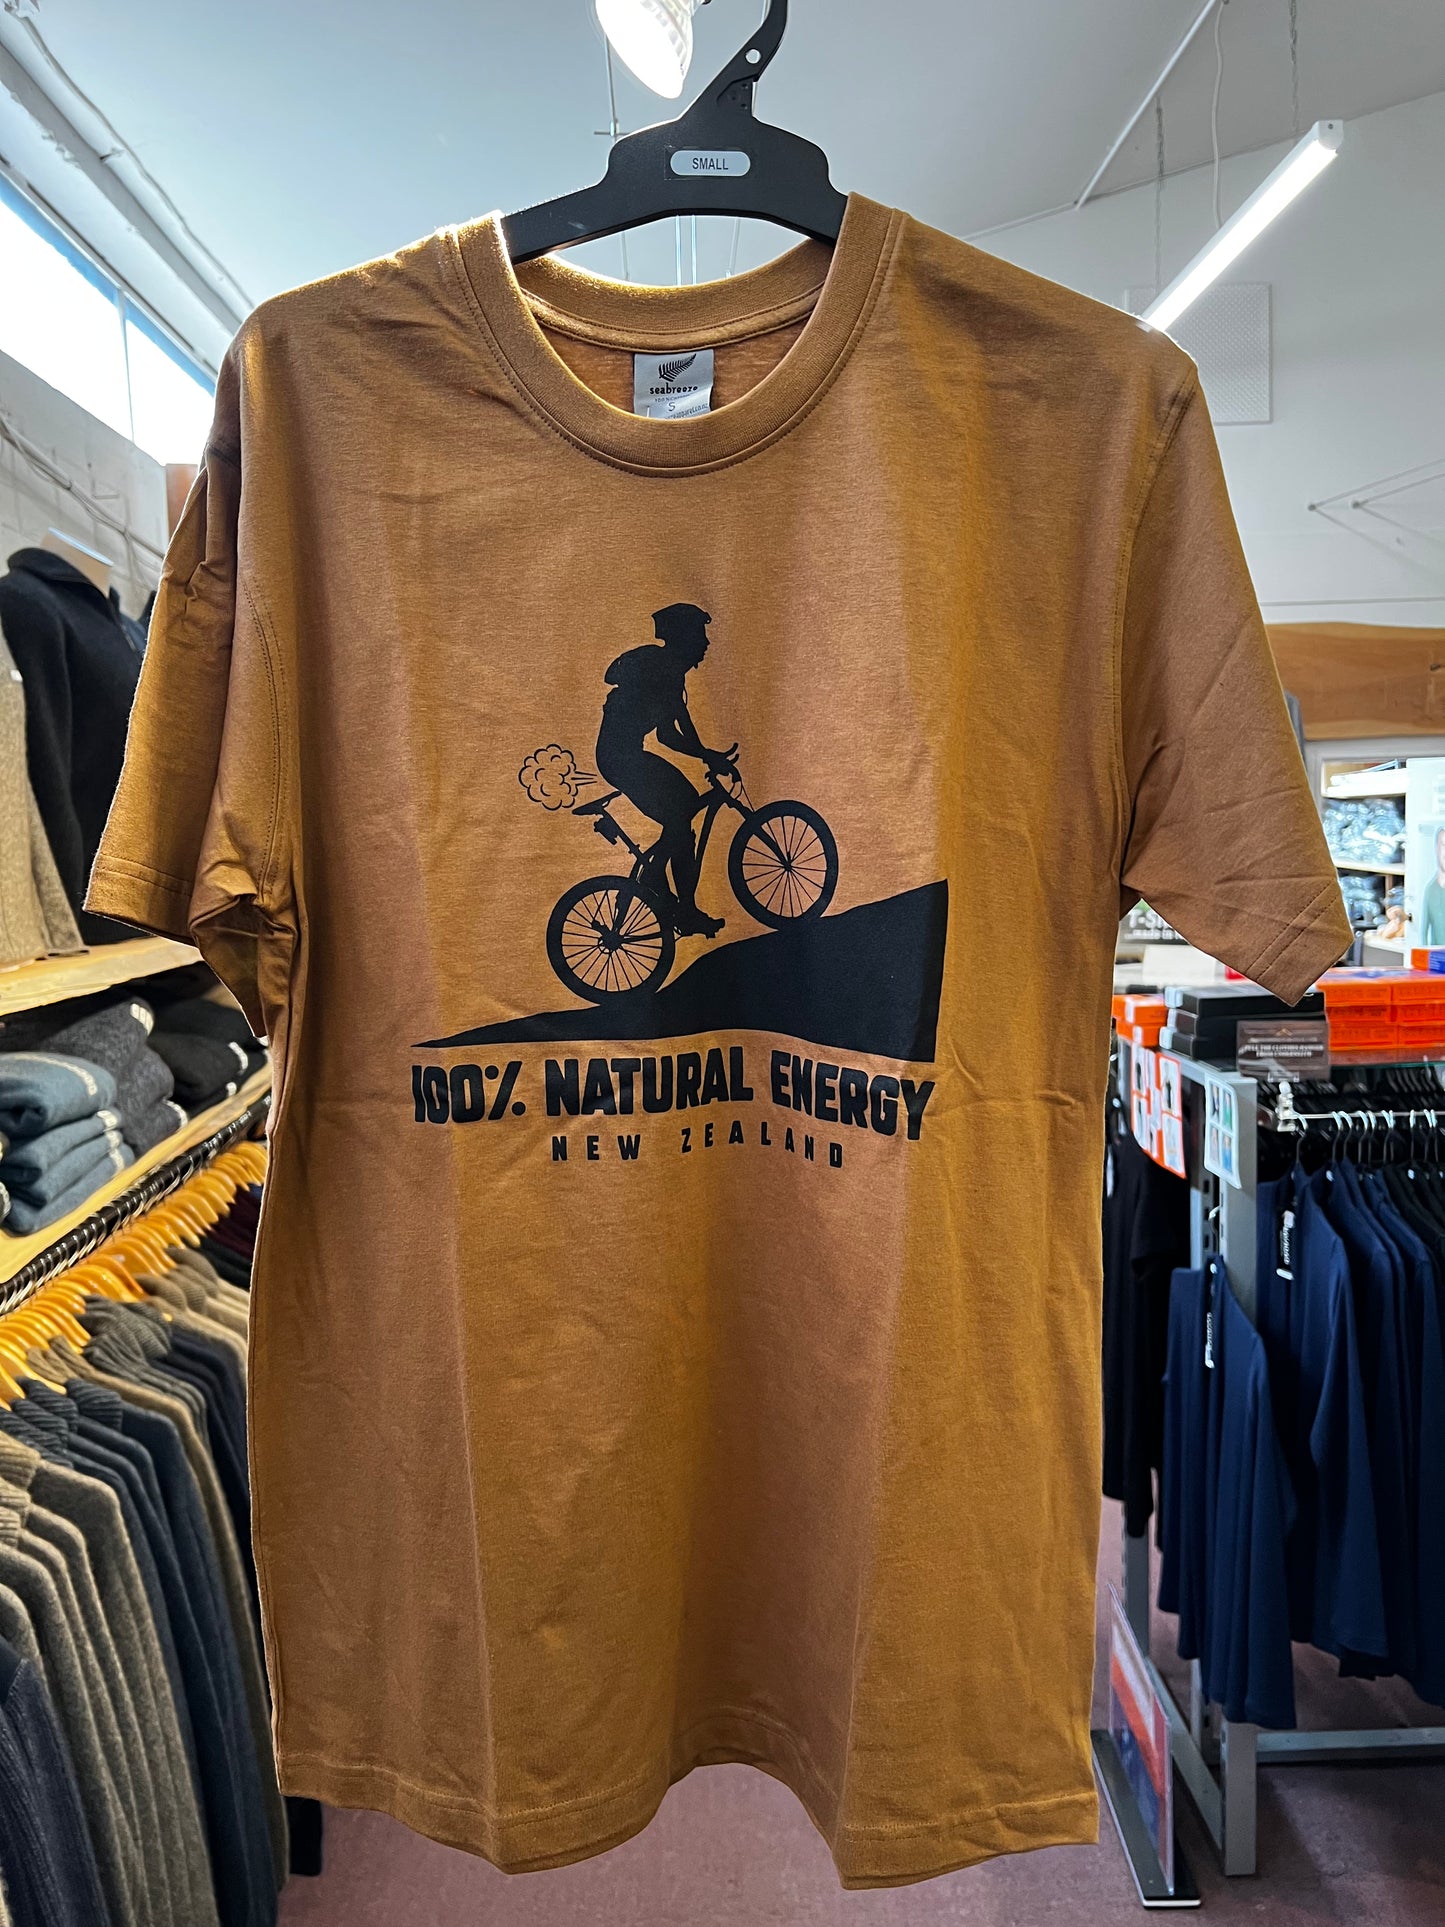 SMALL
seabreeze
S
100% NATURAL ENERGY
NEW ZEALAND